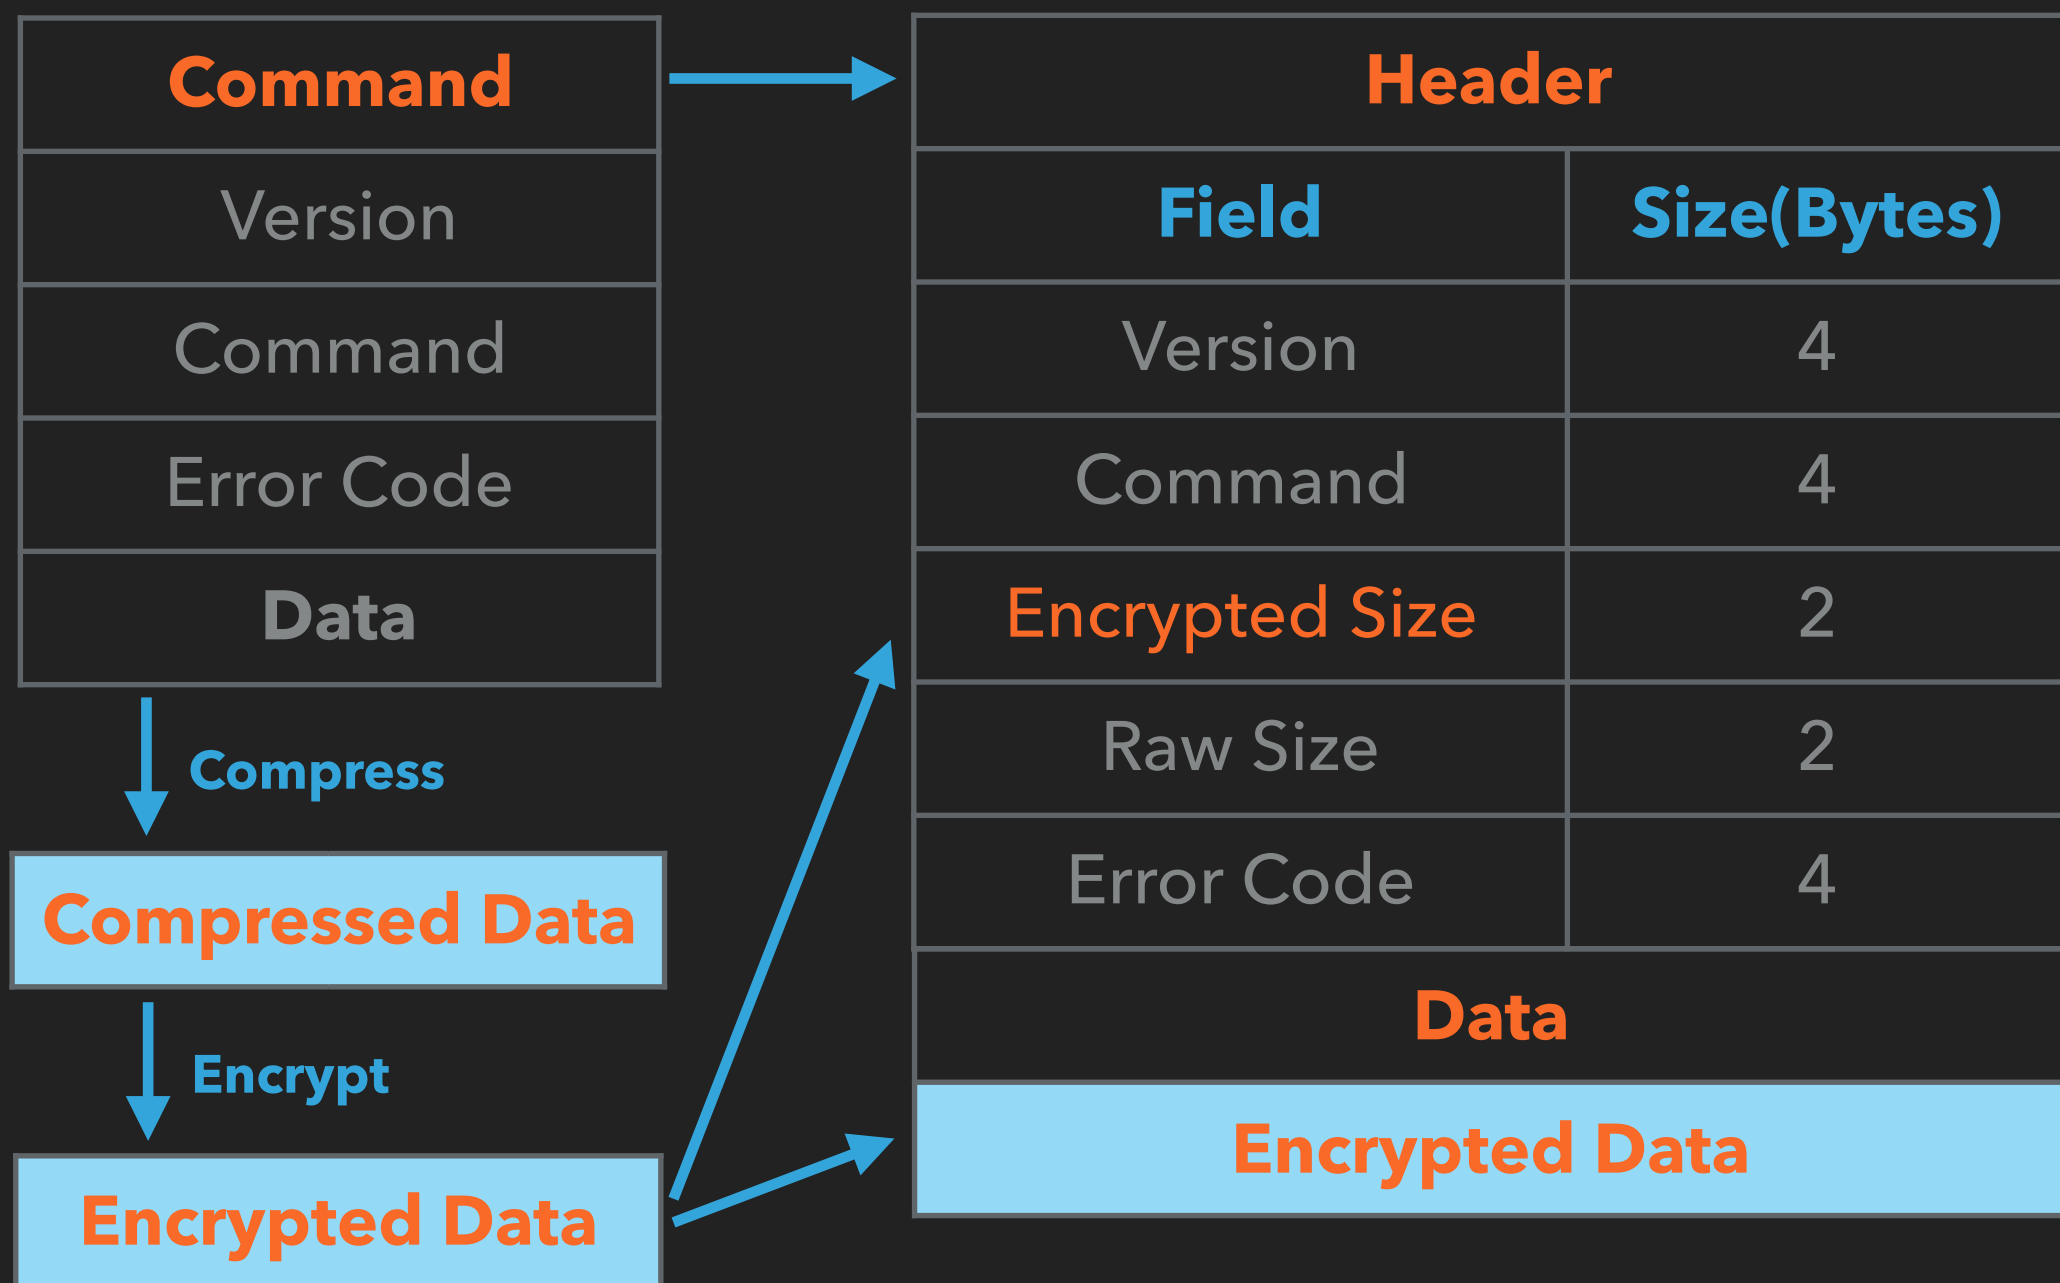 Command
Version
Command
Error Code
Data
Compress
Compressed Data
Encrypt
Encrypted Data
Header
Field Size(Bytes)
Version 4
Command 4
Encrypted Size 2
Raw Size 2
Error Code 4
Data
Encrypted Data